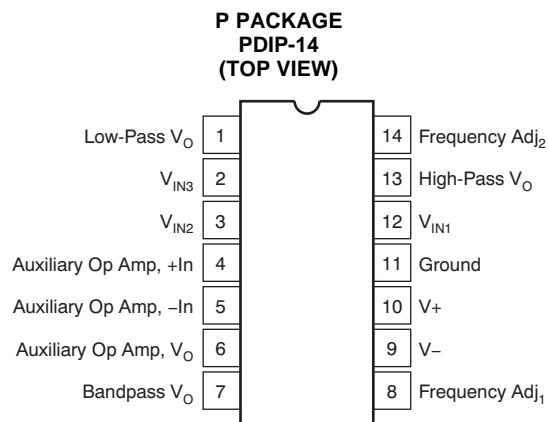 P PACKAGE
PDIP-14
(TOP VIEW)
Low-Pass V_O 1 14 Frequency Adj_2
V_IN3 2 13 High-Pass V_O
V_IN2 3 12 V_IN1
Auxiliary Op Amp, +In 4 11 Ground
Auxiliary Op Amp, –In 5 10 V+
Auxiliary Op Amp, V_O 6 9 V–
Bandpass V_O 7 8 Frequency Adj_1